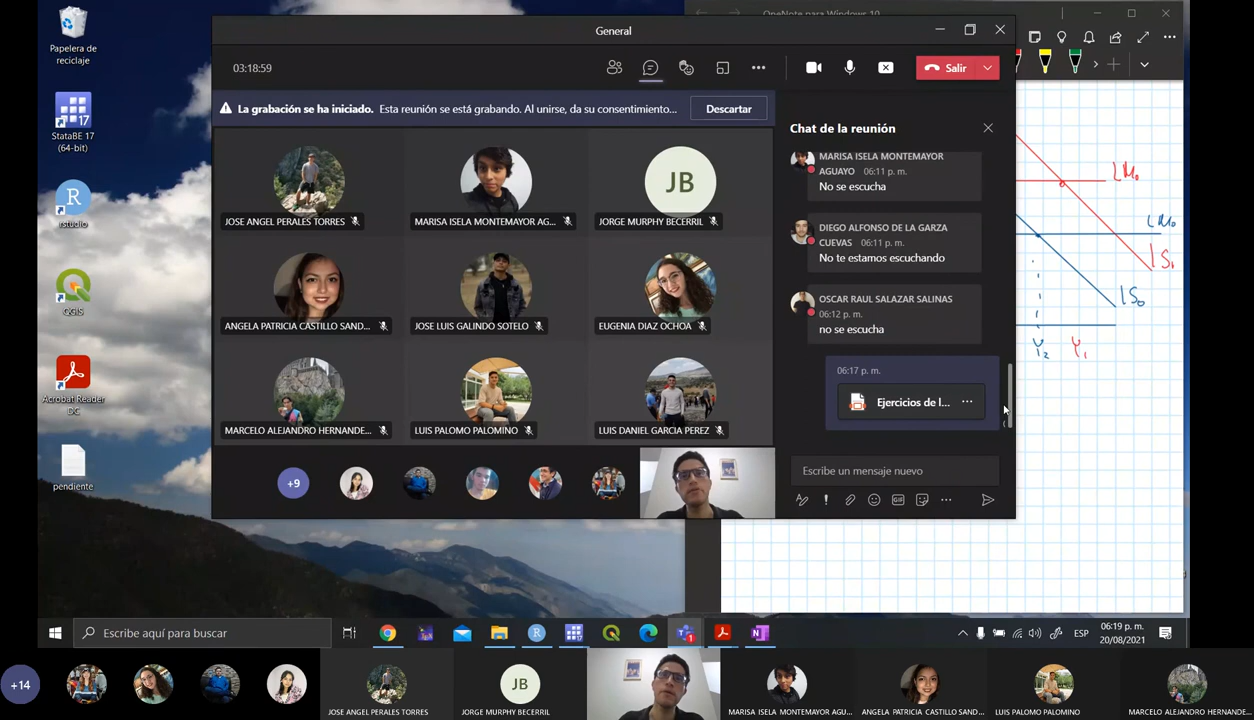 Papelera de
reciclaje
StataBE 17
(64-bit)
rstudio
QGIS
Acrobat Reader
DC
pendiente
General
OneNote para Windows 10
03:18:59
Salir
La grabación se ha iniciado. Esta reunión se está grabando. Al unirse, da su consentimiento...
Descartar
JOSE ANGEL PERALES TORRES
MARISA ISELA MONTEMAYOR AG...
JB
JORGE MURPHY BECERRIL
ANGELA PATRICIA CASTILLO SAND...
JOSE LUIS GALINDO SOTELO
EUGENIA DIAZ OCHOA
MARCELO ALEJANDRO HERNANDE...
LUIS PALOMO PALOMINO
LUIS DANIEL GARCIA PEREZ
+9
Chat de la reunión
MARISA ISELA MONTEMAYOR
AGUAYO 06:11 p. m.
No se escucha
DIEGO ALFONSO DE LA GARZA
CUEVAS 06:11 p. m.
No te estamos escuchando
OSCAR RAUL SALAZAR SALINAS
06:12 p. m.
no se escucha
06:17 p. m.
Ejercicios de l...
Escribe un mensaje nuevo
GIF
LM₀
LM₀
IS₁
IS₀
Y₂
Y₁
Escribe aquí para buscar
ESP
06:19 p. m.
20/08/2021
+14
JOSE ANGEL PERALES TORRES
JB
JORGE MURPHY BECERRIL
MARISA ISELA MONTEMAYOR AGU...
ANGELA PATRICIA CASTILLO SAND...
LUIS PALOMO PALOMINO
MARCELO ALEJANDRO HERNANDE...